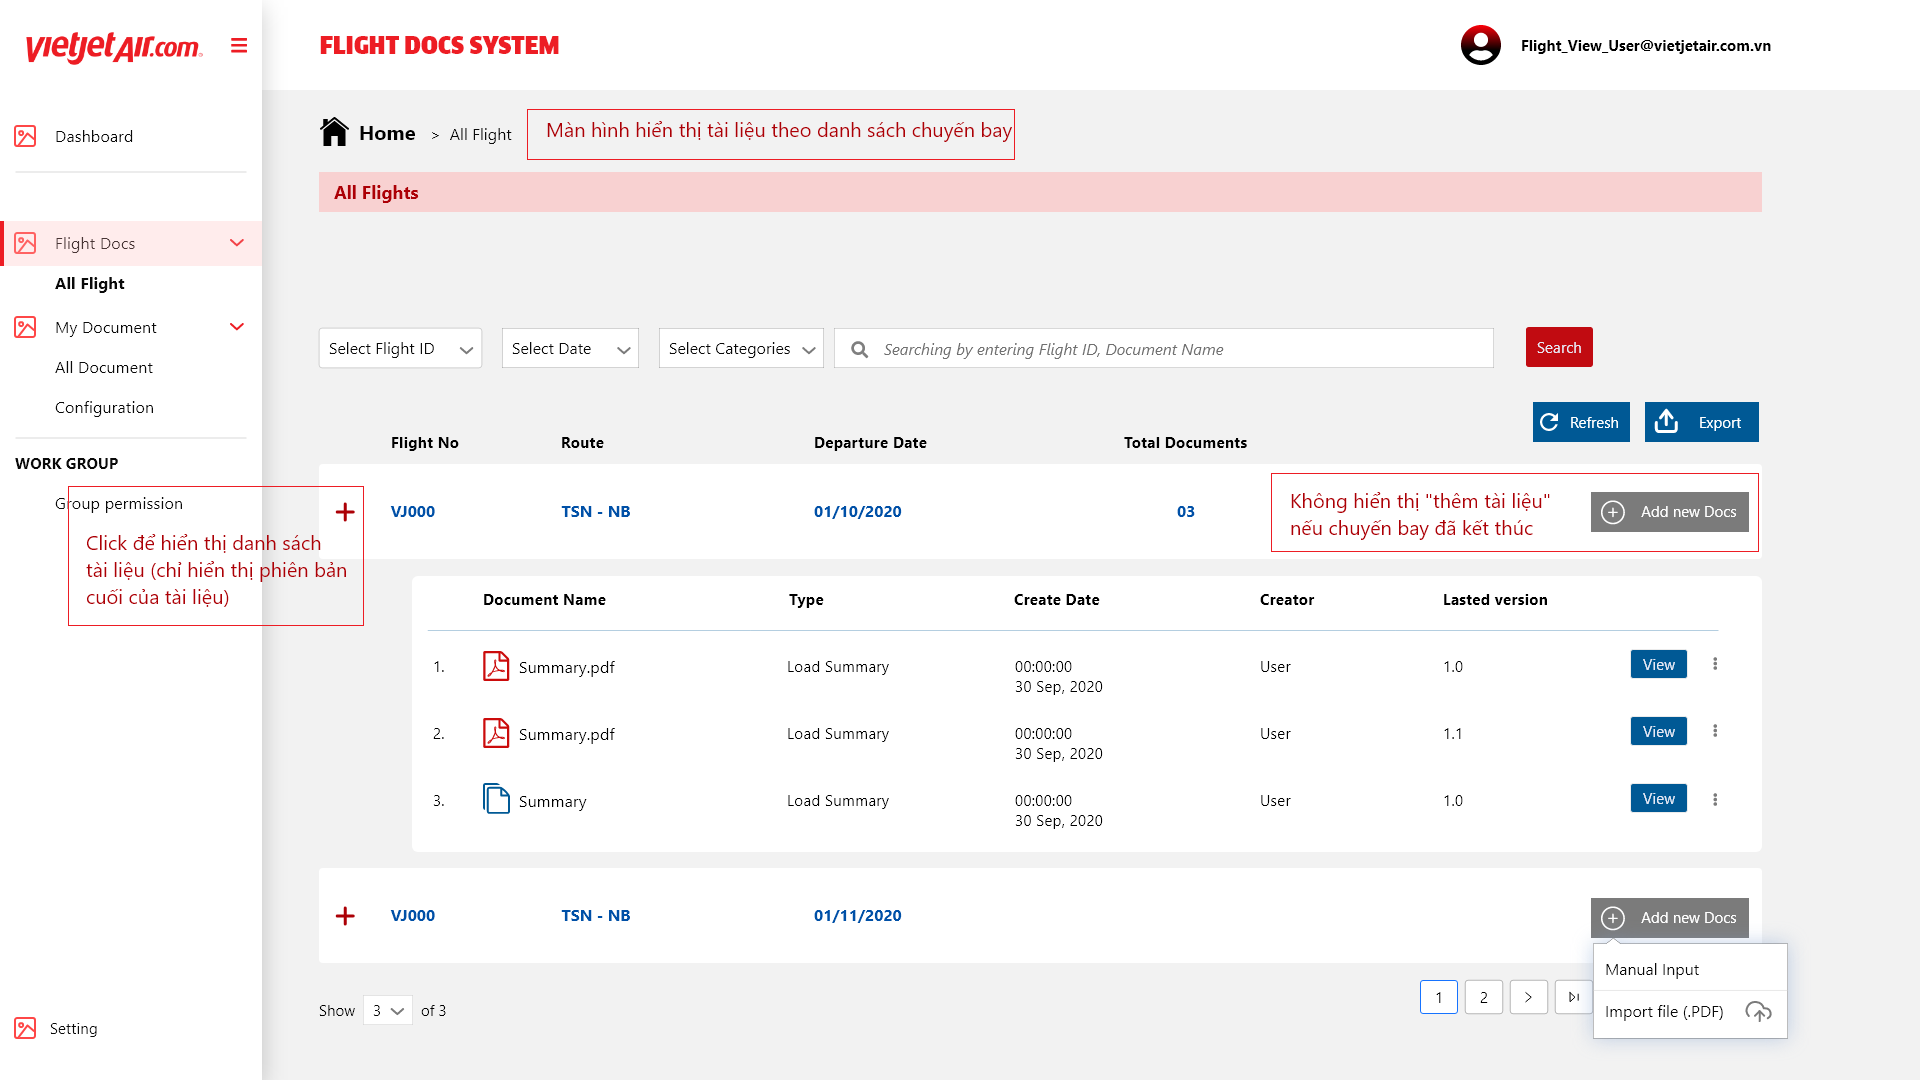 vietjetAir.com
FLIGHT DOCS SYSTEM
Flight_View_User@vietjetair.com.vn
Dashboard
Flight Docs
All Flight
My Document
All Document
Configuration
WORK GROUP
Group permission
Setting
Home > All Flight
Màn hình hiển thị tài liệu theo danh sách chuyến bay
All Flights
Select Flight ID
Select Date
Select Categories
Searching by entering Flight ID, Document Name
Search
Refresh
Export
Flight No Route Departure Date Total Documents
VJ000 TSN - NB 01/10/2020 03
Không hiển thị "thêm tài liệu"
nếu chuyến bay đã kết thúc
Add new Docs
Click để hiển thị danh sách
tài liệu (chỉ hiển thị phiên bản
cuối của tài liệu)
Document Name Type Create Date Creator Lasted version
1. Summary.pdf Load Summary 00:00:00 User 1.0 View
30 Sep, 2020
2. Summary.pdf Load Summary 00:00:00 User 1.1 View
30 Sep, 2020
3. Summary Load Summary 00:00:00 User 1.0 View
30 Sep, 2020
VJ000 TSN - NB 01/11/2020
Add new Docs
Manual Input
Import file (.PDF)
Show 3 of 3
1 2 >